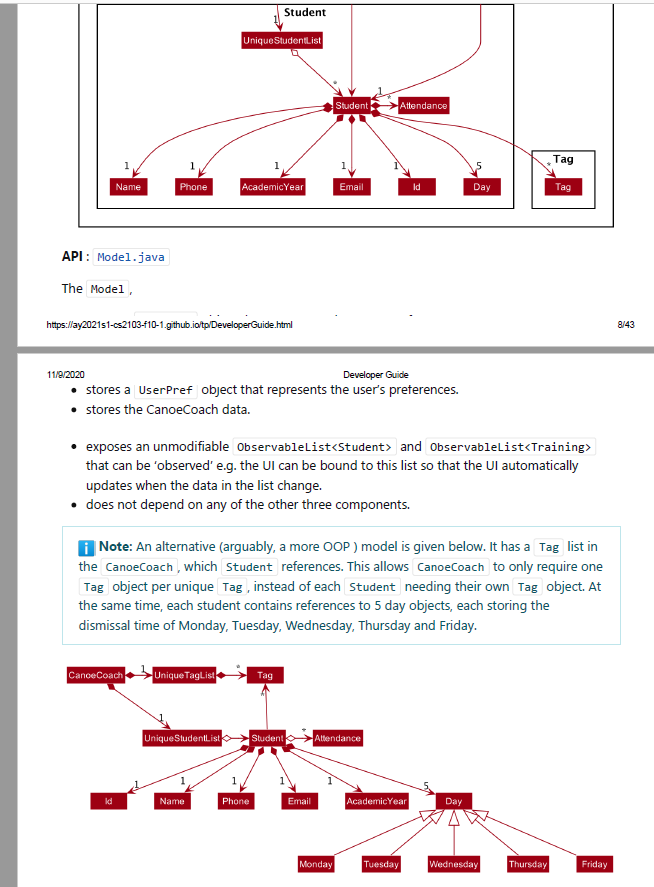 Student
1
UniqueStudentList
*
1
Student
*
Attendance
1
1
1
1
1
5
*
Tag
Name
Phone
AcademicYear
Email
Id
Day
Tag
API : Model.java
The Model ,
https://ay2021s1-cs2103-f10-1.github.io/tp/DeveloperGuide.html
8/43
11/9/2020
Developer Guide
• stores a UserPref object that represents the user’s preferences.
• stores the CanoeCoach data.
• exposes an unmodifiable ObservableList<Student> and ObservableList<Training>
that can be ‘observed’ e.g. the UI can be bound to this list so that the UI automatically
updates when the data in the list change.
• does not depend on any of the other three components.
Note: An alternative (arguably, a more OOP ) model is given below. It has a Tag list in
the CanoeCoach , which Student references. This allows CanoeCoach to only require one
Tag object per unique Tag , instead of each Student needing their own Tag object. At
the same time, each student contains references to 5 day objects, each storing the
dismissal time of Monday, Tuesday, Wednesday, Thursday and Friday.
CanoeCoach
1
UniqueTagList
*
Tag
*
1
UniqueStudentList
Student
*
Attendance
1
1
1
1
1
5
Id
Name
Phone
Email
AcademicYear
Day
Monday
Tuesday
Wednesday
Thursday
Friday